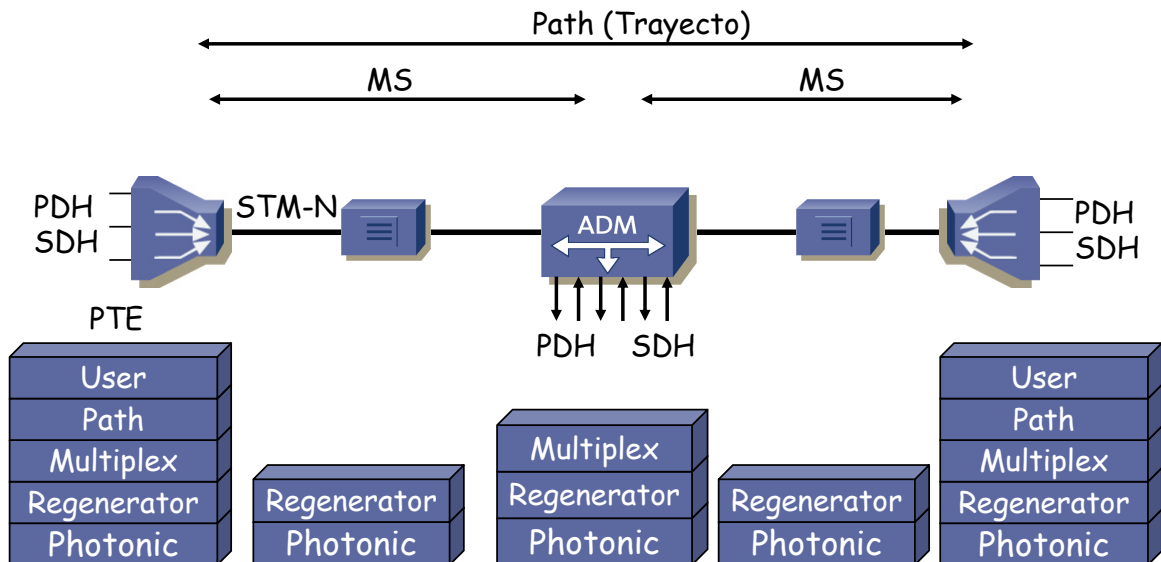 Path (Trayecto)
MS
MS
PDH
SDH
STM-N
ADM
PDH
SDH
PTE
PDH
SDH
User
Path
Multiplex
Regenerator
Photonic
Regenerator
Photonic
Multiplex
Regenerator
Photonic
Regenerator
Photonic
User
Path
Multiplex
Regenerator
Photonic